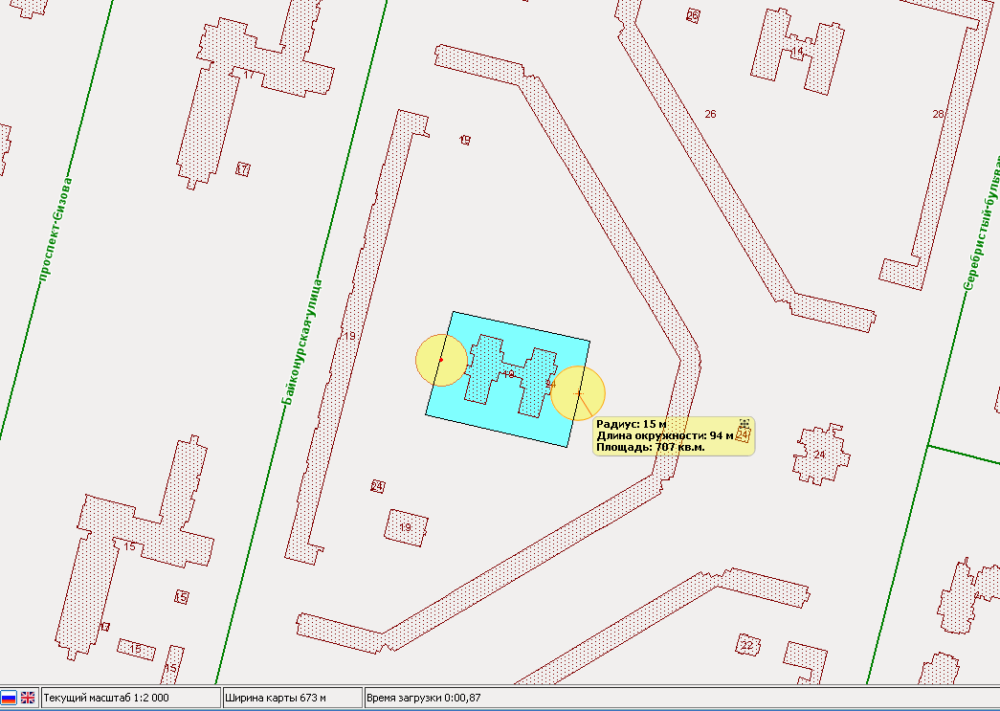 26
14
17
26
28
19
17
проспект Сизова
Серебристый бульвар
Байконурская улица
19
19
24
Радиус: 15 м
Длина окружности: 94 м
Площадь: 707 кв.м.
24
24
24
19
15
15
17
15
15
22
Текущий масштаб 1:2 000
Ширина карты 673 м
Время загрузки 0:00,87